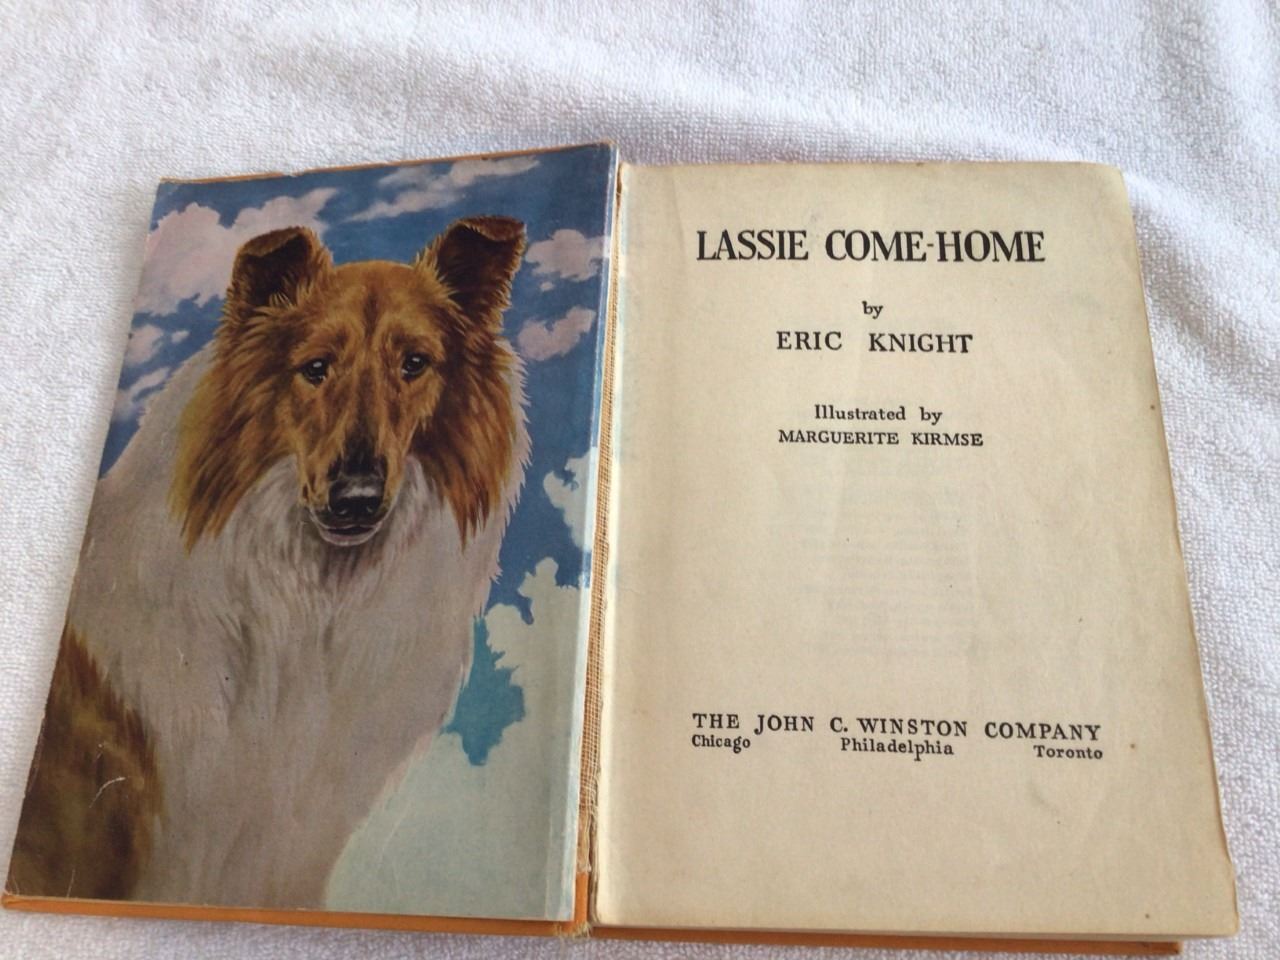 LASSIE COME-HOME
by
ERIC KNIGHT
Illustrated by
MARGUERITE KIRMSE
THE JOHN C. WINSTON COMPANY
Chicago Philadelphia Toronto